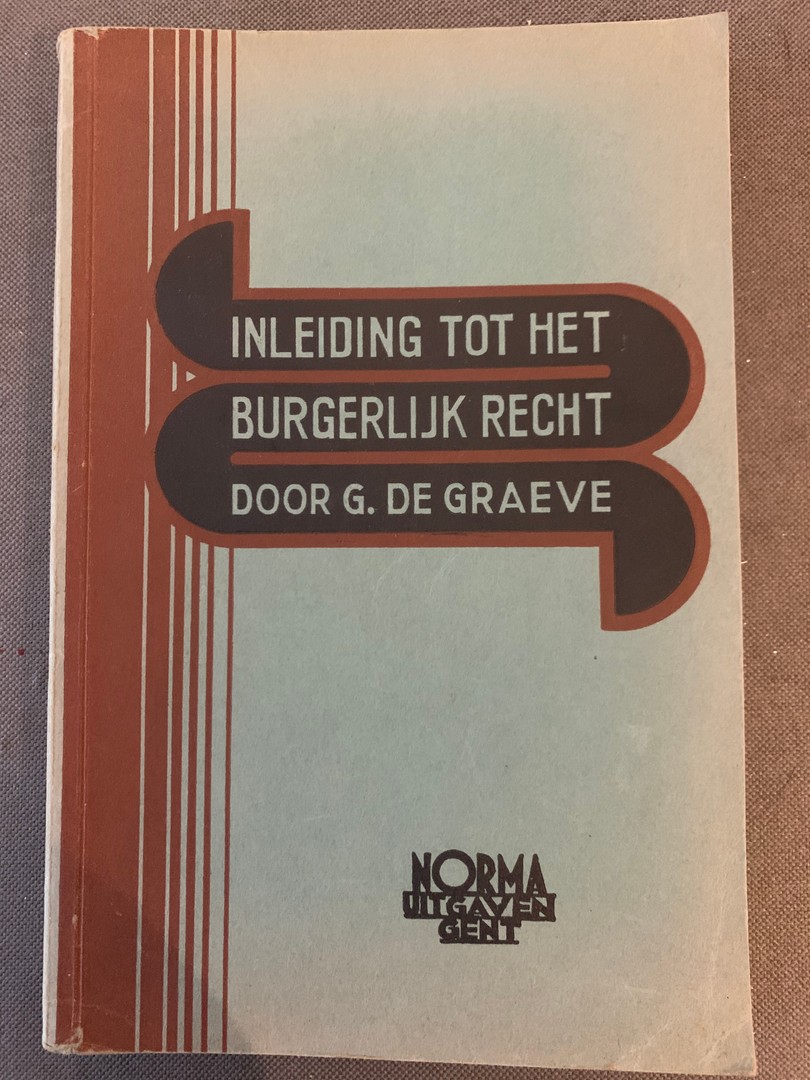 INLEIDING TOT HET
BURGERLIJK RECHT
DOOR G. DE GRAEVE
NORMA
UITGAVEN
GENT